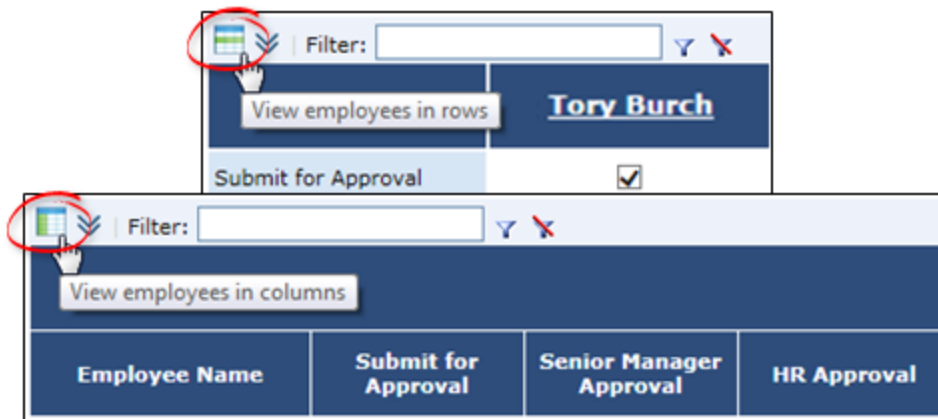 Filter:
View employees in rows
Tory Burch
Submit for Approval
Filter:
View employees in columns
Employee Name
Submit for
Approval
Senior Manager
Approval
HR Approval